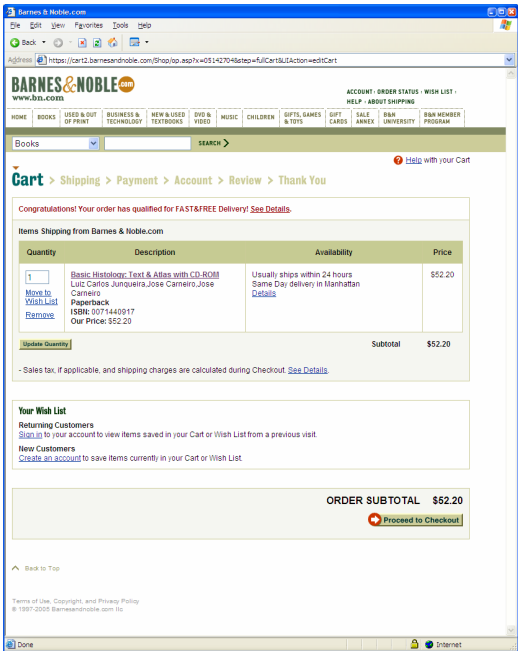 Barnes & Noble.com
File Edit View Favorites Tools Help
Back
Address https://cart2.barnesandnoble.com/Shop/op.asp?x=05142704&step=fullCart&LIAction=editCart
BARNES&NOBLE.com
www.bn.com
ACCOUNT · ORDER STATUS · WISH LIST ·
HELP · ABOUT SHIPPING
HOME BOOKS USED & OUT OF PRINT BUSINESS & TECHNOLOGY NEW & USED TEXTBOOKS DVD & VIDEO MUSIC CHILDREN GIFTS, GAMES & TOYS GIFT CARDS SALE ANNEX B&N UNIVERSITY B&N MEMBER PROGRAM
Books SEARCH
? Help with your Cart
Cart > Shipping > Payment > Account > Review > Thank You
Congratulations! Your order has qualified for FAST&FREE Delivery! See Details.
Items Shipping from Barnes & Noble.com
Quantity Description Availability Price
1 Basic Histology: Text & Atlas with CD-ROM Usually ships within 24 hours $52.20
Luiz Carlos Junqueira,Jose Carneiro,Jose Same Day delivery in Manhattan
Move to Carneiro Details
Wish List Paperback
Remove ISBN: 0071440917
Our Price: $52.20
Update Quantity Subtotal $52.20
- Sales tax, if applicable, and shipping charges are calculated during Checkout. See Details.
Your Wish List
Returning Customers
Sign in to your account to view items saved in your Cart or Wish List from a previous visit.
New Customers
Create an account to save items currently in your Cart or Wish List.
ORDER SUBTOTAL $52.20
Proceed to Checkout
Back to Top
Terms of Use, Copyright, and Privacy Policy
© 1997-2005 Barnesandnoble.com llc
Done Internet